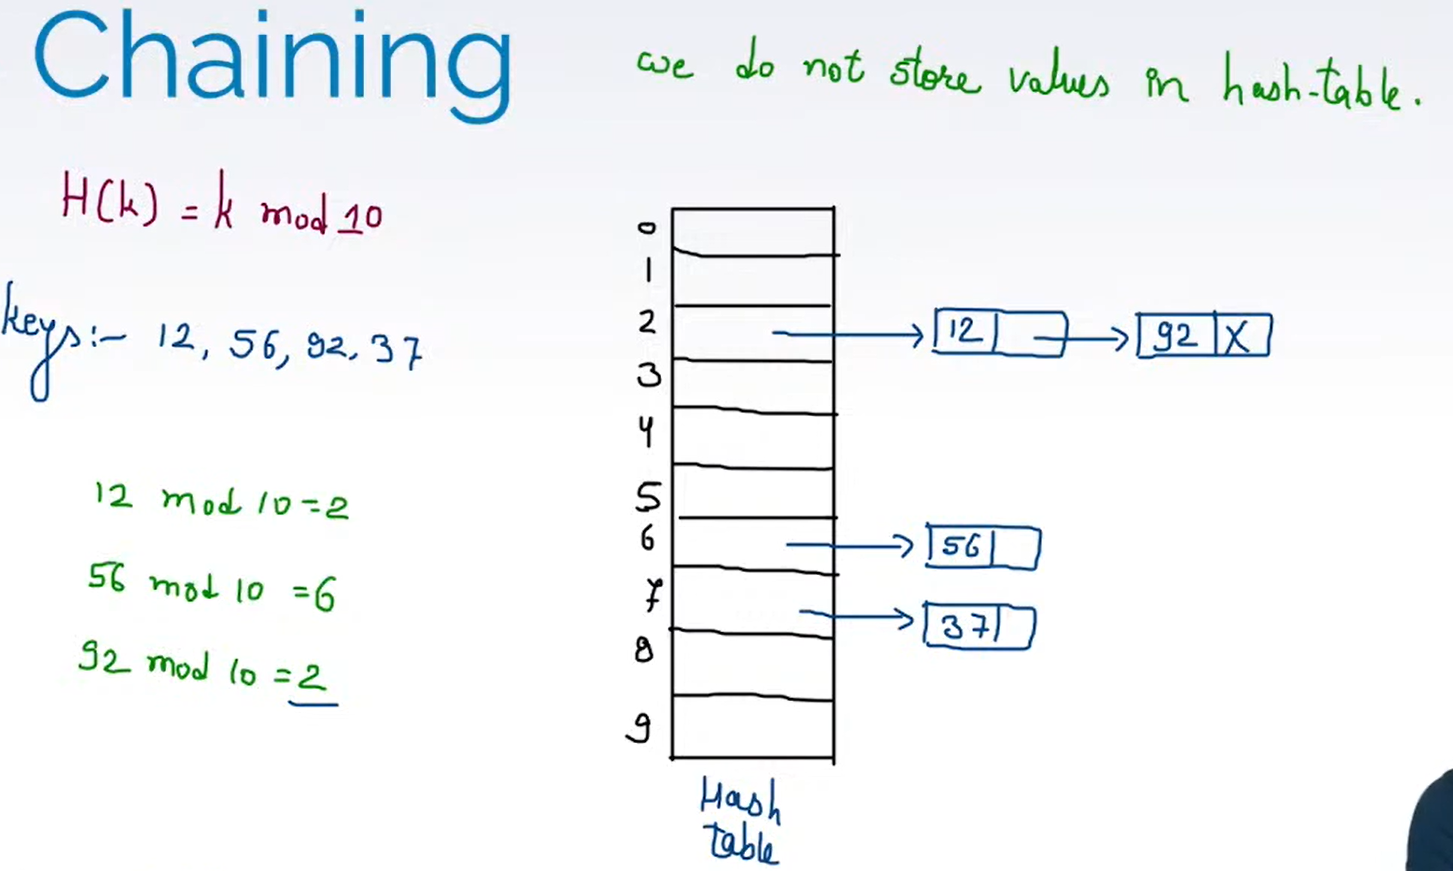 Chaining
we do not store values in hash-table.
H(k) = k mod 10
keys:- 12, 56, 92, 37
12 mod 10 = 2
56 mod 10 = 6
92 mod 10 = 2
0
1
2
12
92 X
3
4
5
6
56
7
37
8
9
Hash
table